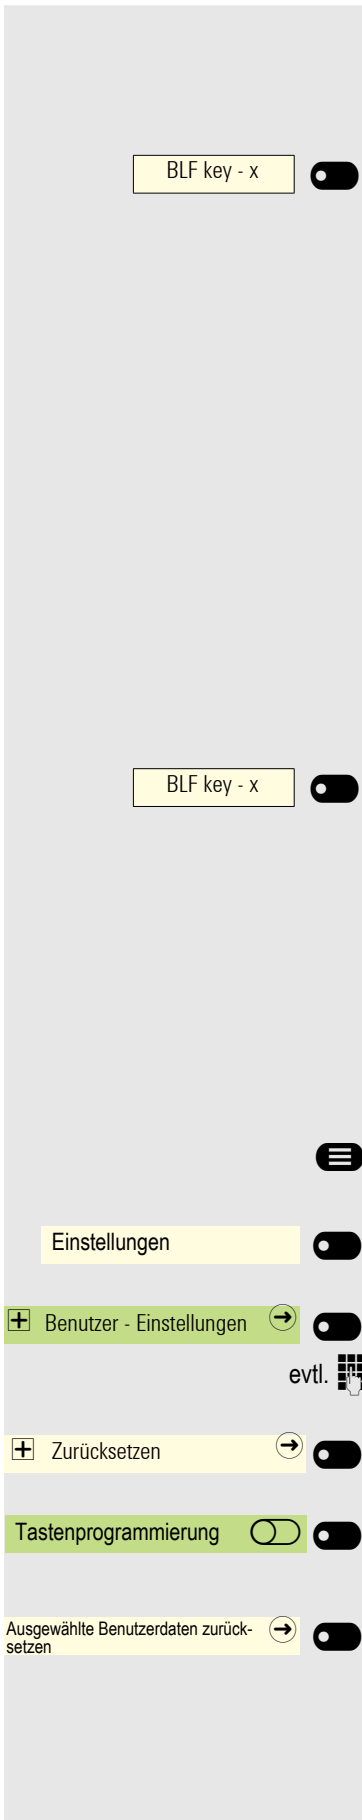 BLF key - x
BLF key - x
Einstellungen
Benutzer - Einstellungen
evtl.
Zurücksetzen
Tastenprogrammierung
Ausgewählte Benutzerdaten zurück-
setzen